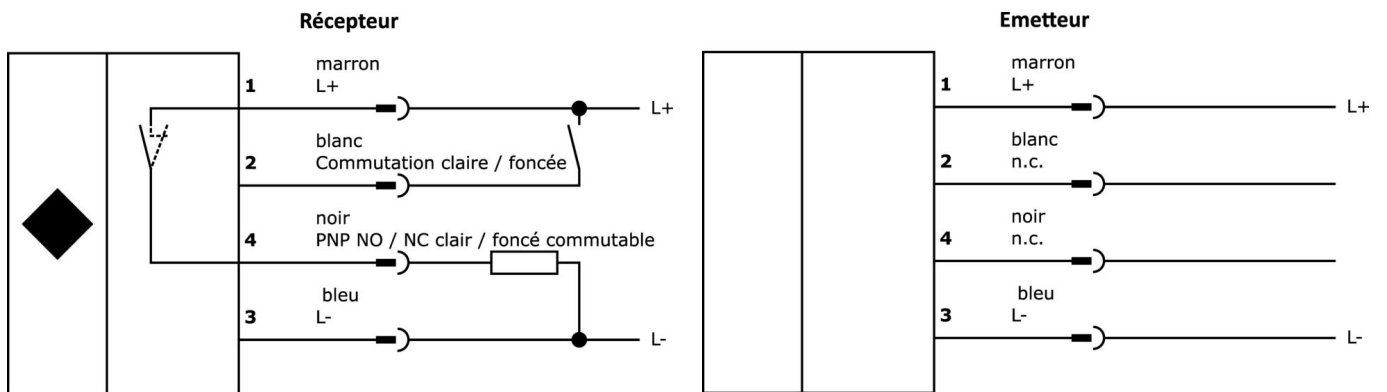 Récepteur
marron
1 L+
L+
blanc
2 Commutation claire / foncée
noir
4 PNP NO / NC clair / foncé commutable
bleu
3 L-
L-
Emetteur
marron
1 L+
L+
blanc
2 n.c.
noir
4 n.c.
bleu
3 L-
L-